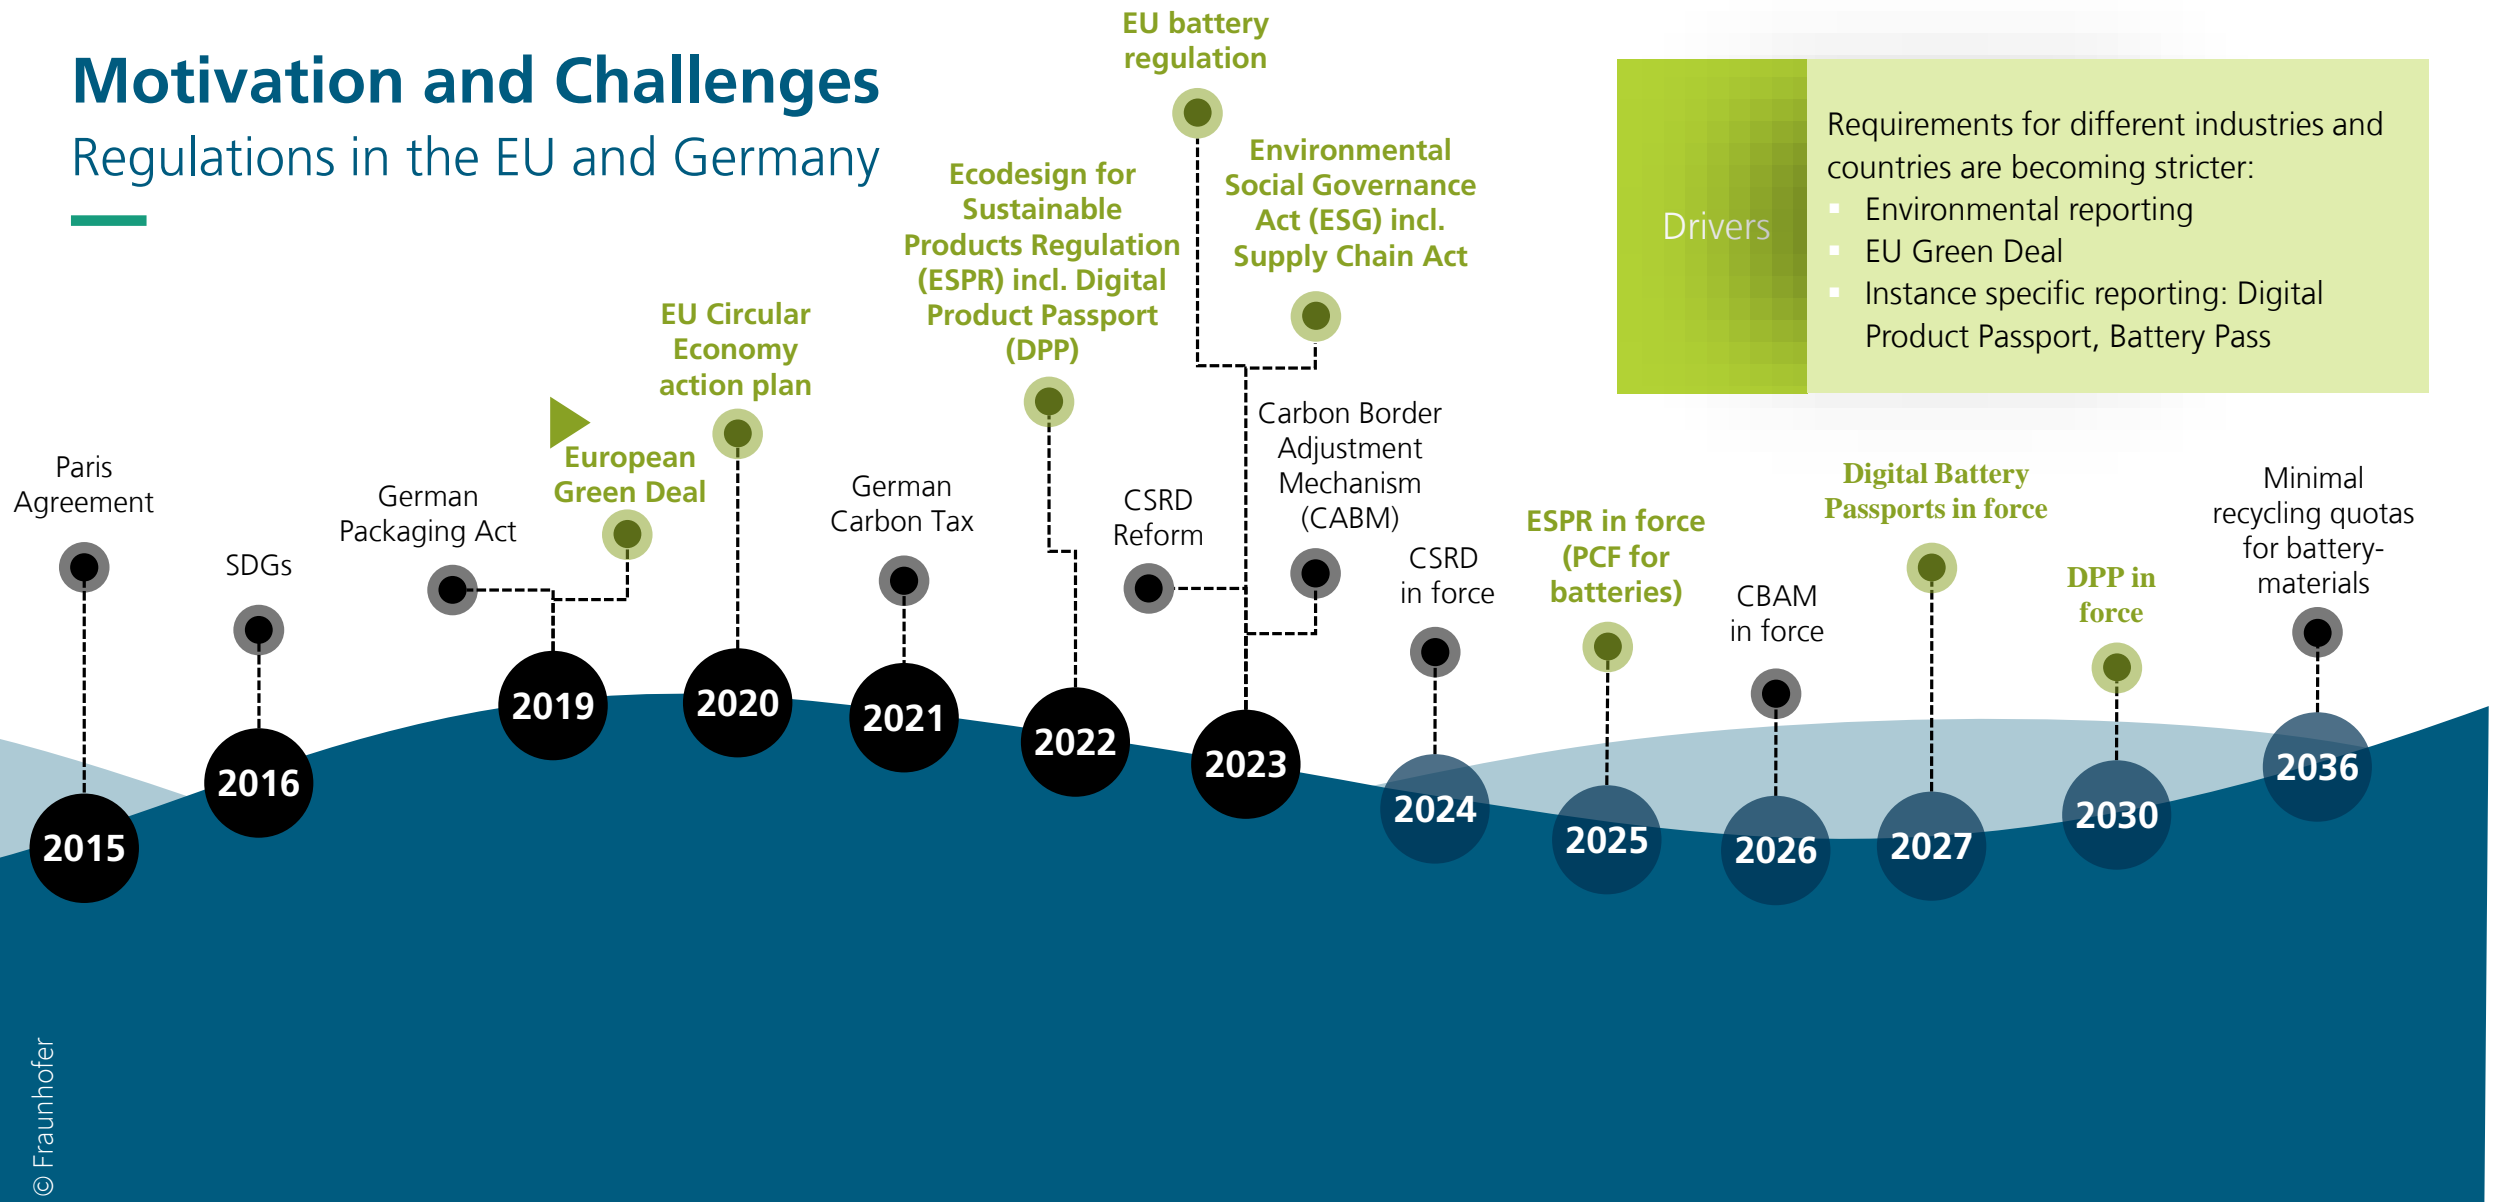 Motivation and Challenges
Regulations in the EU and Germany
Drivers
Requirements for different industries and
countries are becoming stricter:
Environmental reporting
EU Green Deal
Instance specific reporting: Digital
Product Passport, Battery Pass
Paris
Agreement
2015
SDGs
2016
German
Packaging Act
European
Green Deal
2019
EU Circular
Economy
action plan
2020
German
Carbon Tax
2021
Ecodesign for
Sustainable
Products Regulation
(ESPR) incl. Digital
Product Passport
(DPP)
2022
EU battery
regulation
Environmental
Social Governance
Act (ESG) incl.
Supply Chain Act
CSRD
Reform
Carbon Border
Adjustment
Mechanism
(CABM)
2023
CSRD
in force
2024
ESPR in force
(PCF for
batteries)
2025
CBAM
in force
2026
Digital Battery
Passports in force
2027
DPP in
force
2030
Minimal
recycling quotas
for battery-
materials
2036
© Fraunhofer